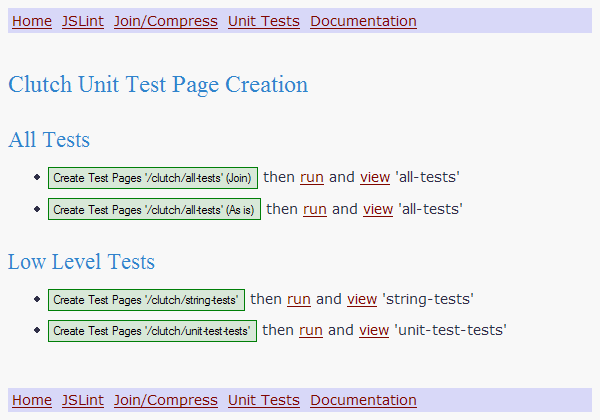 Home JSLint Join/Compress Unit Tests Documentation
Clutch Unit Test Page Creation
All Tests
Create Test Pages '/clutch/all-tests' (Join) then run and view 'all-tests'
Create Test Pages '/clutch/all-tests' (As is) then run and view 'all-tests'
Low Level Tests
Create Test Pages '/clutch/string-tests' then run and view 'string-tests'
Create Test Pages '/clutch/unit-test-tests' then run and view 'unit-test-tests'
Home JSLint Join/Compress Unit Tests Documentation